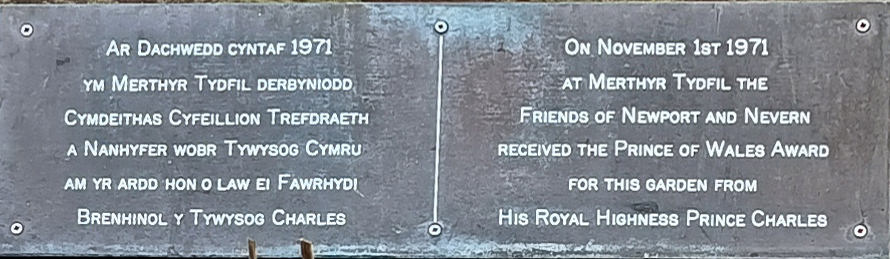 AR DACHWEDD CYNTAF 1971
YM MERTHYR TYDFIL DERBYNIODD
CYMDEITHAS CYFEILLION TREFDRAETH
A NANHYFER WOBR TYWYSOG CYMRU
AM YR ARDD HON O LAW EI FAWRHYDI
BRENHINOL Y TYWYSOG CHARLES
ON NOVEMBER 1ST 1971
AT MERTHYR TYDFIL THE
FRIENDS OF NEWPORT AND NEVERN
RECEIVED THE PRINCE OF WALES AWARD
FOR THIS GARDEN FROM
HIS ROYAL HIGHNESS PRINCE CHARLES